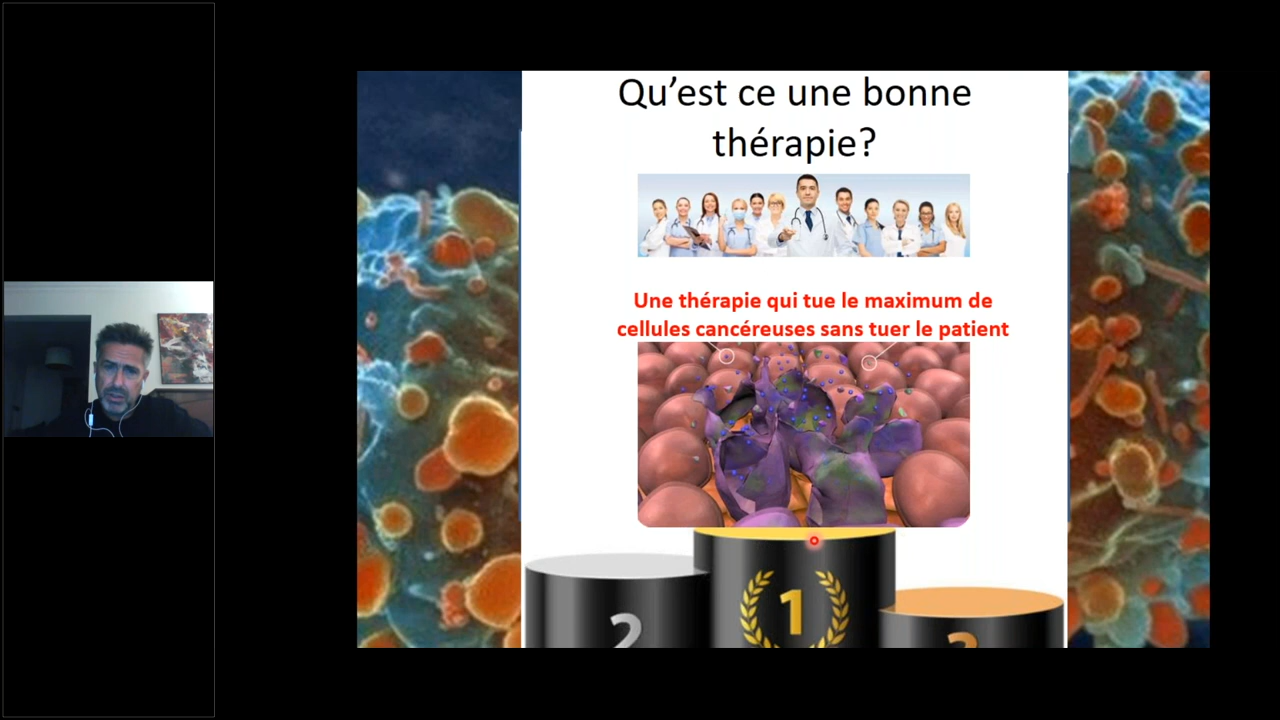 Qu’est ce une bonne
thérapie?
Une thérapie qui tue le maximum de
cellules cancéreuses sans tuer le patient
2
1
3